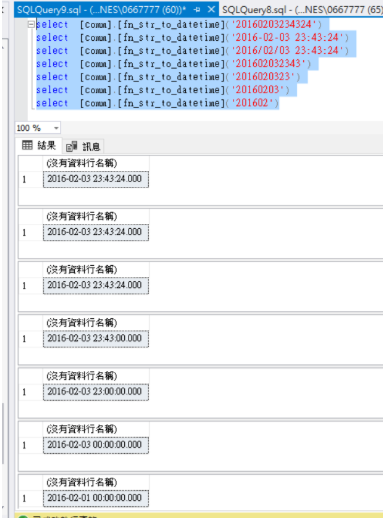 SQLQuery9.sql - (...NES\0667777 (60))*
SQLQuery8.sql - (...NES\0667777 (65)
select [comm].[fn_str_to_datetime]('20160203234324')
select [comm].[fn_str_to_datetime]('2016-02-03 23:43:24')
select [comm].[fn_str_to_datetime]('2016/02/03 23:43:24')
select [comm].[fn_str_to_datetime]('201602032343')
select [comm].[fn_str_to_datetime]('2016020323')
select [comm].[fn_str_to_datetime]('20160203')
select [comm].[fn_str_to_datetime]('201602')
100 %
結果 訊息
(沒有資料行名稱)
1 2016-02-03 23:43:24.000
(沒有資料行名稱)
1 2016-02-03 23:43:24.000
(沒有資料行名稱)
1 2016-02-03 23:43:24.000
(沒有資料行名稱)
1 2016-02-03 23:43:00.000
(沒有資料行名稱)
1 2016-02-03 23:00:00.000
(沒有資料行名稱)
1 2016-02-03 00:00:00.000
(沒有資料行名稱)
1 2016-02-01 00:00:00.000